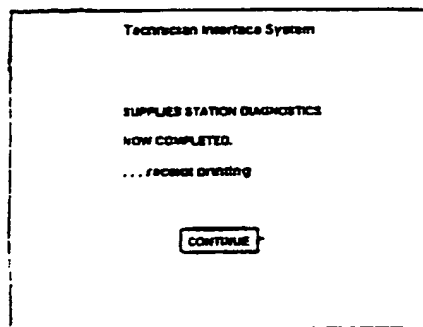 Technician Interface System
SUPPLIES STATION DIAGNOSTICS
NOW COMPLETED.
... receipt printing
CONTINUE